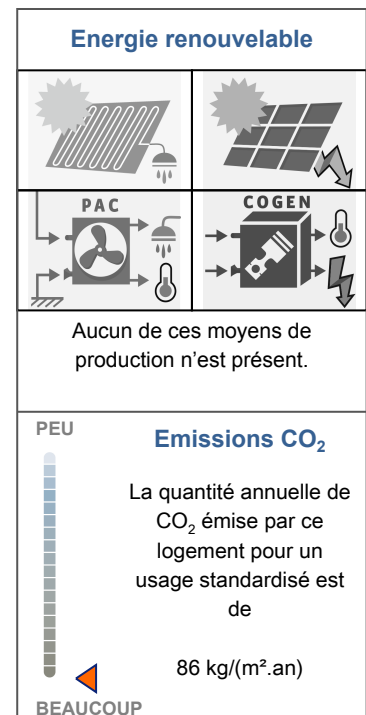 Energie renouvelable
PAC
COGEN
Aucun de ces moyens de
production n'est présent.
PEU
Emissions CO₂
La quantité annuelle de
CO₂ émise par ce
logement pour un
usage standardisé est
de
86 kg/(m².an)
BEAUCOUP